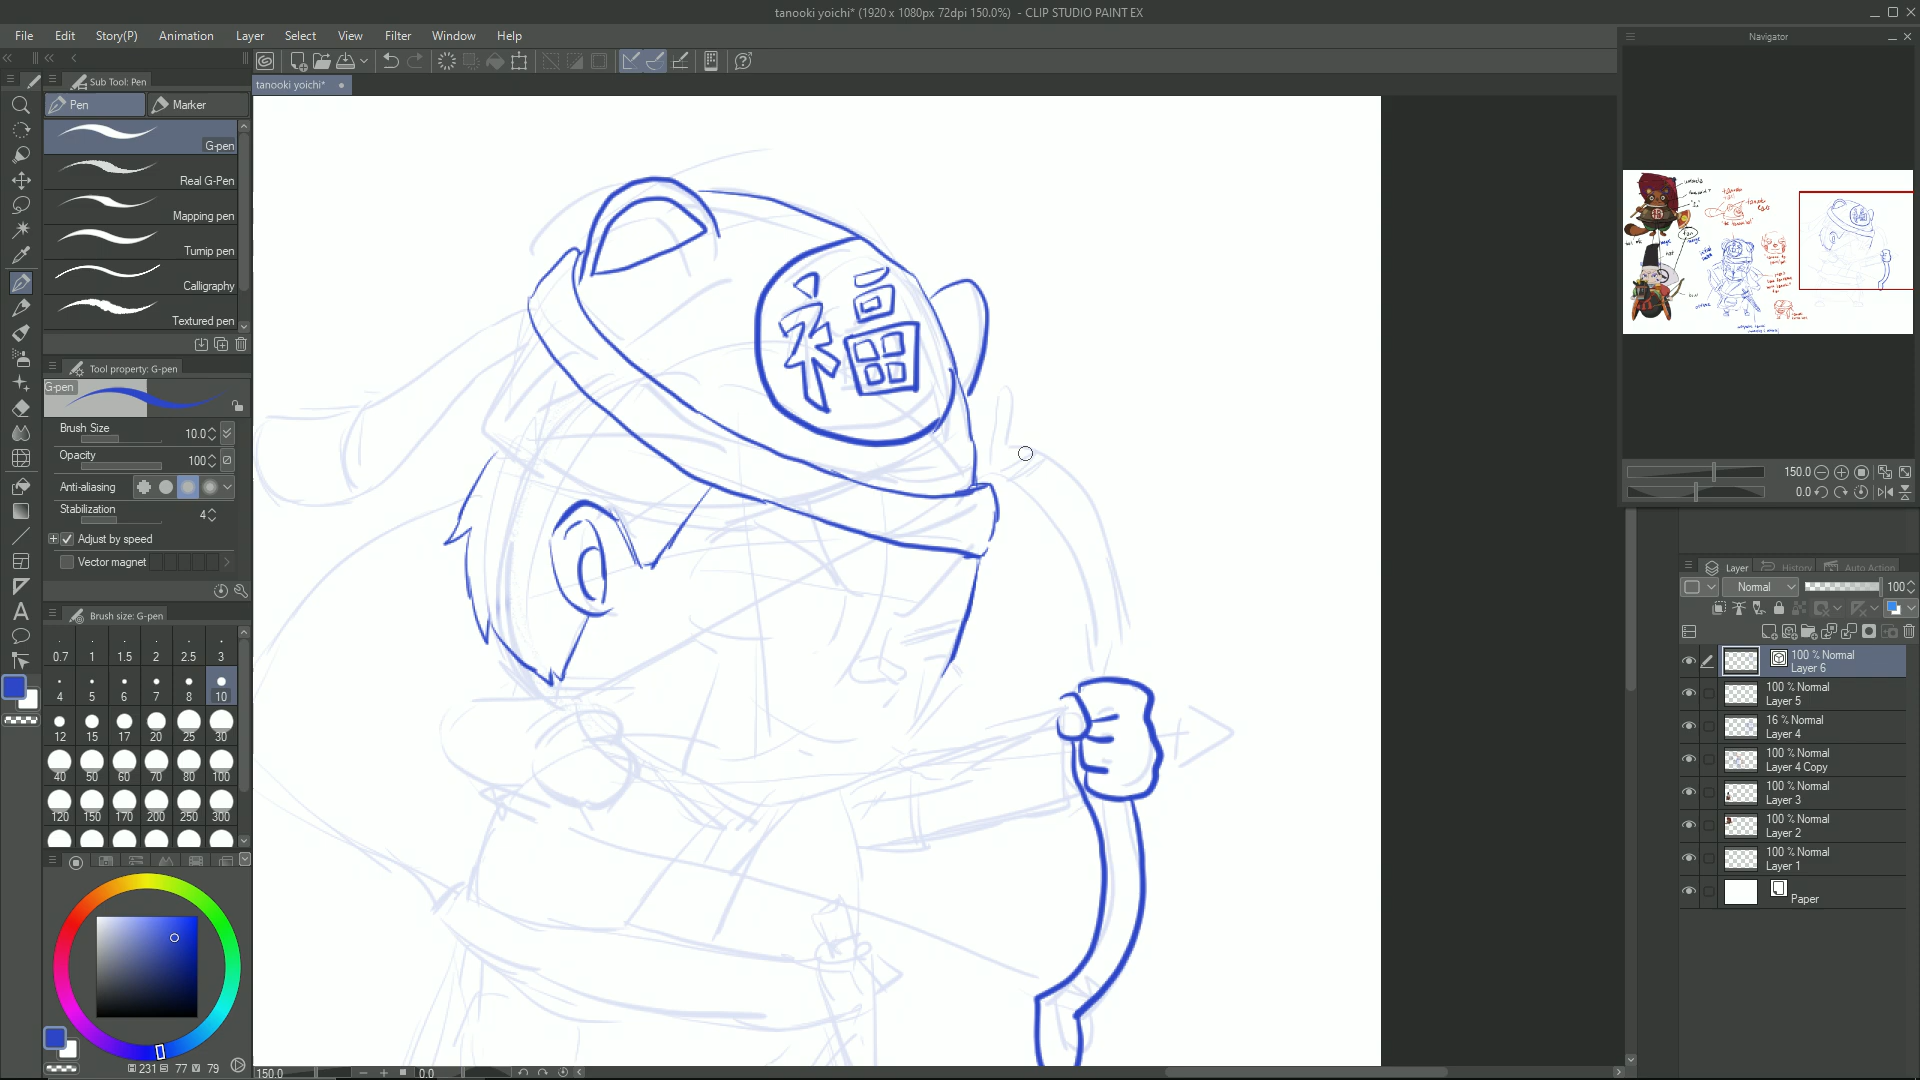 tanooki yoichi* (1920 x 1080px 72dpi 150.0%) - CLIP STUDIO PAINT EX
File Edit Story(P) Animation Layer Select View Filter Window Help
Navigator
Sub Tool: Pen
tanooki yoichi*
Pen
Marker
G-pen
Real G-Pen
Mapping pen
Turnip pen
Calligraphy
Textured pen
Tool property: G-pen
G-pen
Brush Size 10.0
Opacity 100
Anti-aliasing
Stabilization 4
Adjust by speed
Vector magnet
Brush size: G-pen
0.7 1 1.5 2 2.5 3
4 5 6 7 8 10
12 15 17 20 25 30
40 50 60 70 80 100
120 150 170 200 250 300
231 77 79
福
150.0 0.0
150.0
0.0
Layer History Auto Action
Normal 100
100 % Normal
Layer 6
100 % Normal
Layer 5
16 % Normal
Layer 4
100 % Normal
Layer 4 Copy
100 % Normal
Layer 3
100 % Normal
Layer 2
100 % Normal
Layer 1
Paper